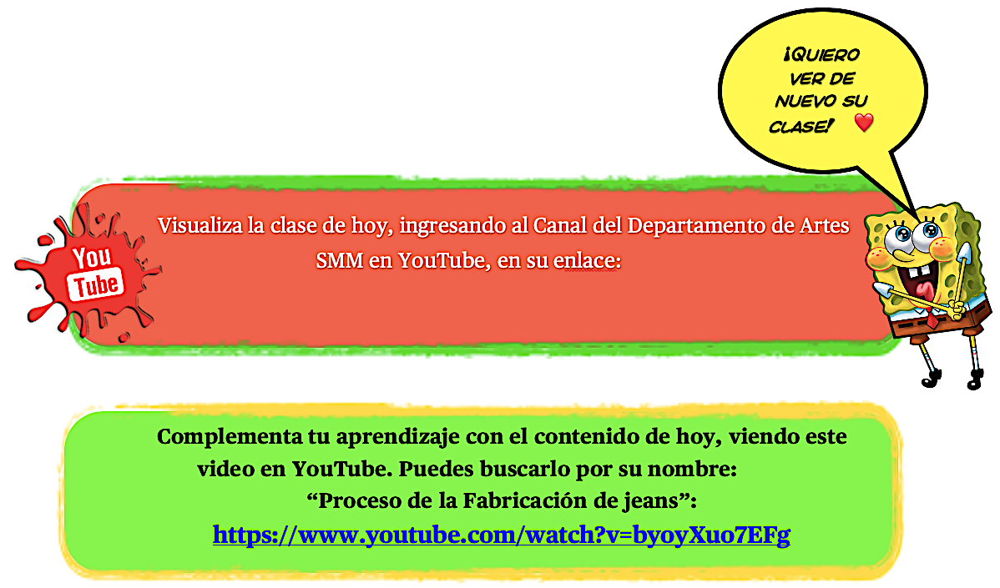 ¡QUIERO
VER DE
NUEVO SU
CLASE! ❤️
Visualiza la clase de hoy, ingresando al Canal del Departamento de Artes
SMM en YouTube, en su enlace:
You
Tube
Complementa tu aprendizaje con el contenido de hoy, viendo este
video en YouTube. Puedes buscarlo por su nombre:
“Proceso de la Fabricación de jeans”:
https://www.youtube.com/watch?v=byoyXuo7EFg